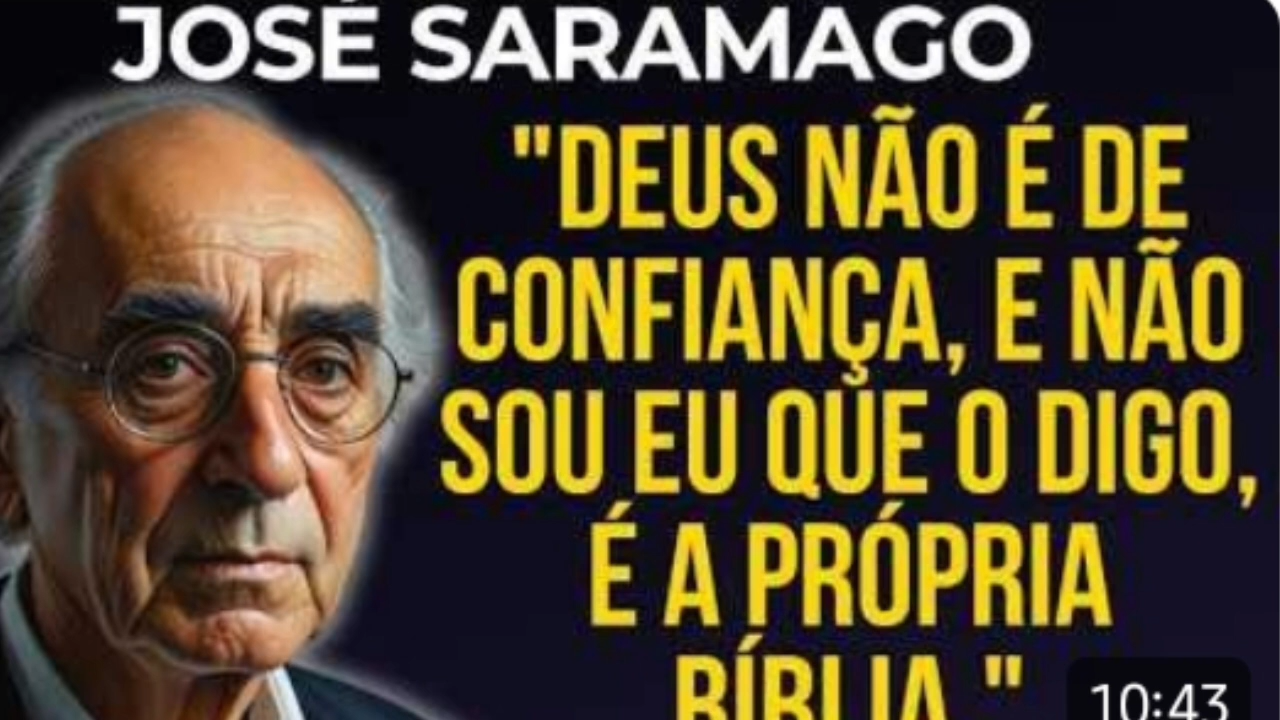 JOSÉ SARAMAGO
"DEUS NÃO É DE
CONFIANÇA, E NÃO
SOU EU QUE O DIGO,
É A PRÓPRIA
BÍBLIA."
10:43